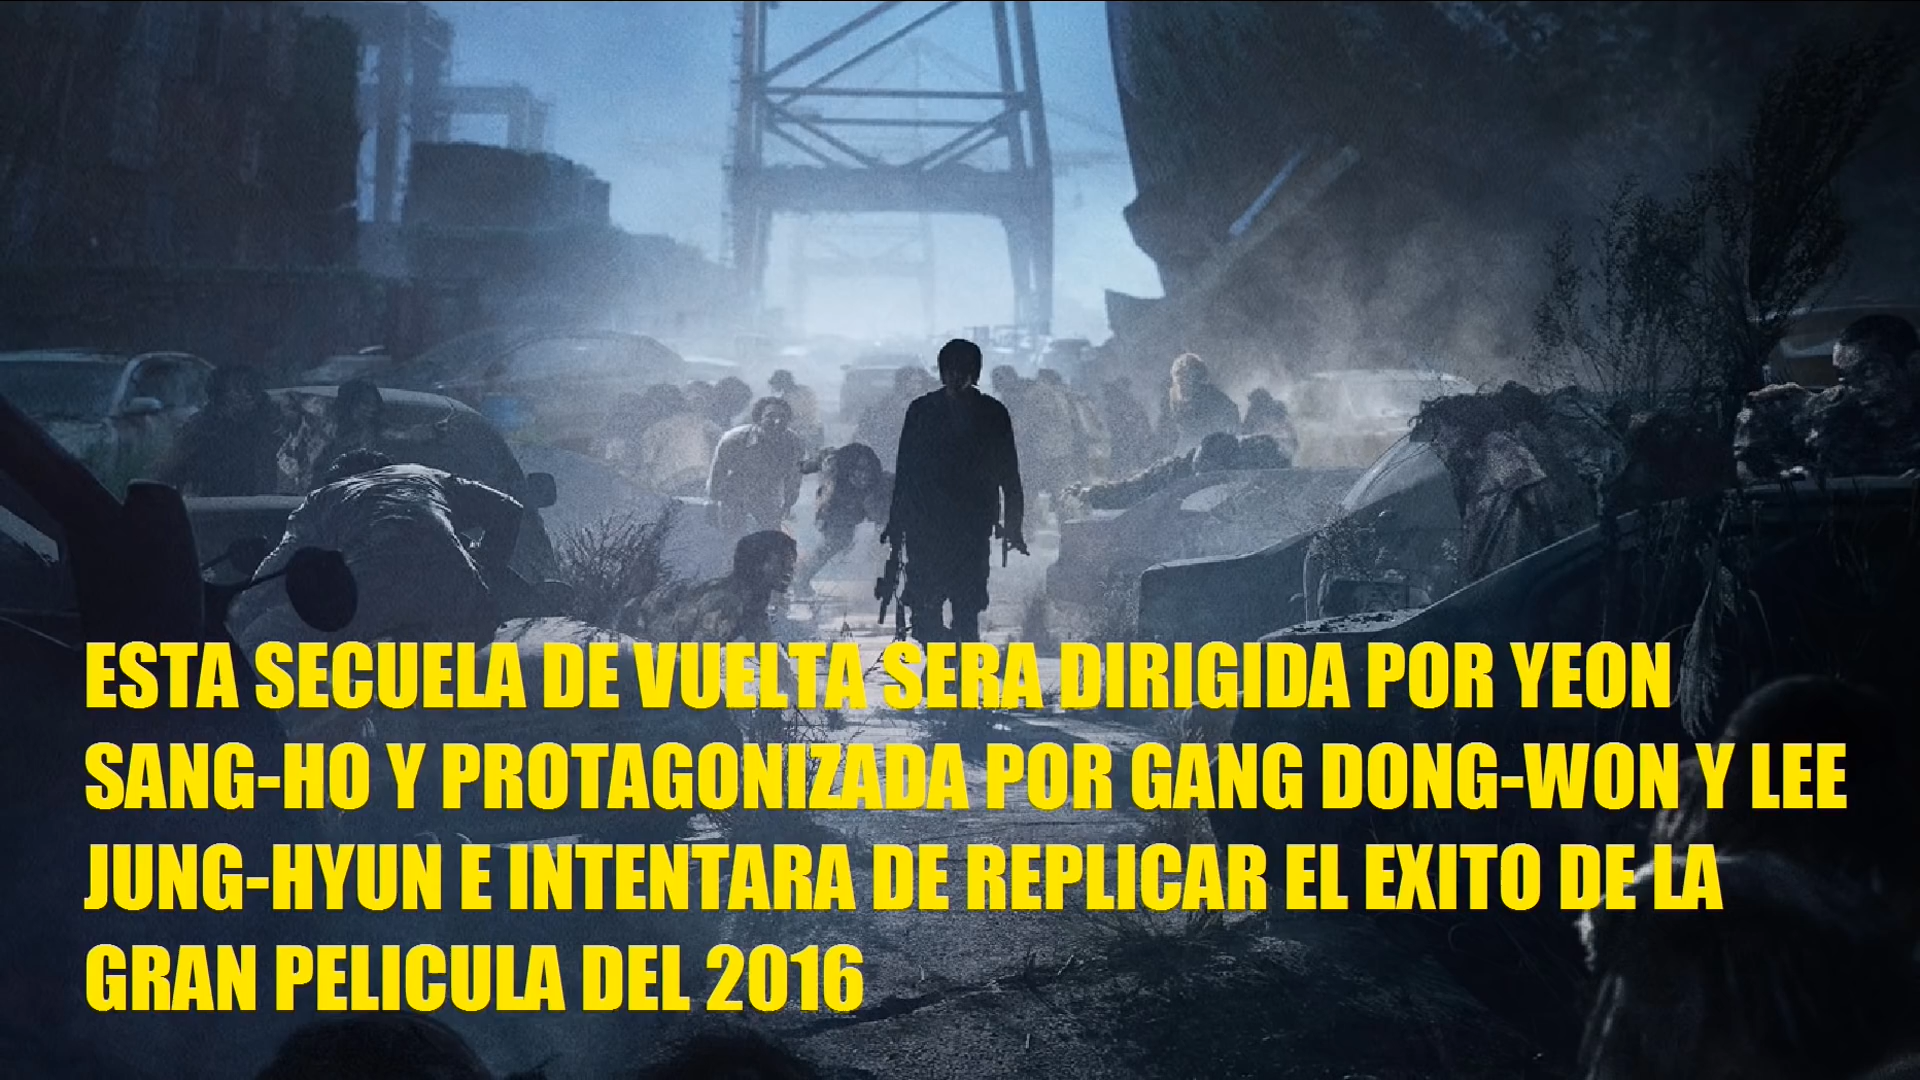 ESTA SECUELA DE VUELTA SERA DIRIGIDA POR YEON
SANG-HO Y PROTAGONIZADA POR GANG DONG-WON Y LEE
JUNG-HYUN E INTENTARA DE REPLICAR EL EXITO DE LA
GRAN PELICULA DEL 2016